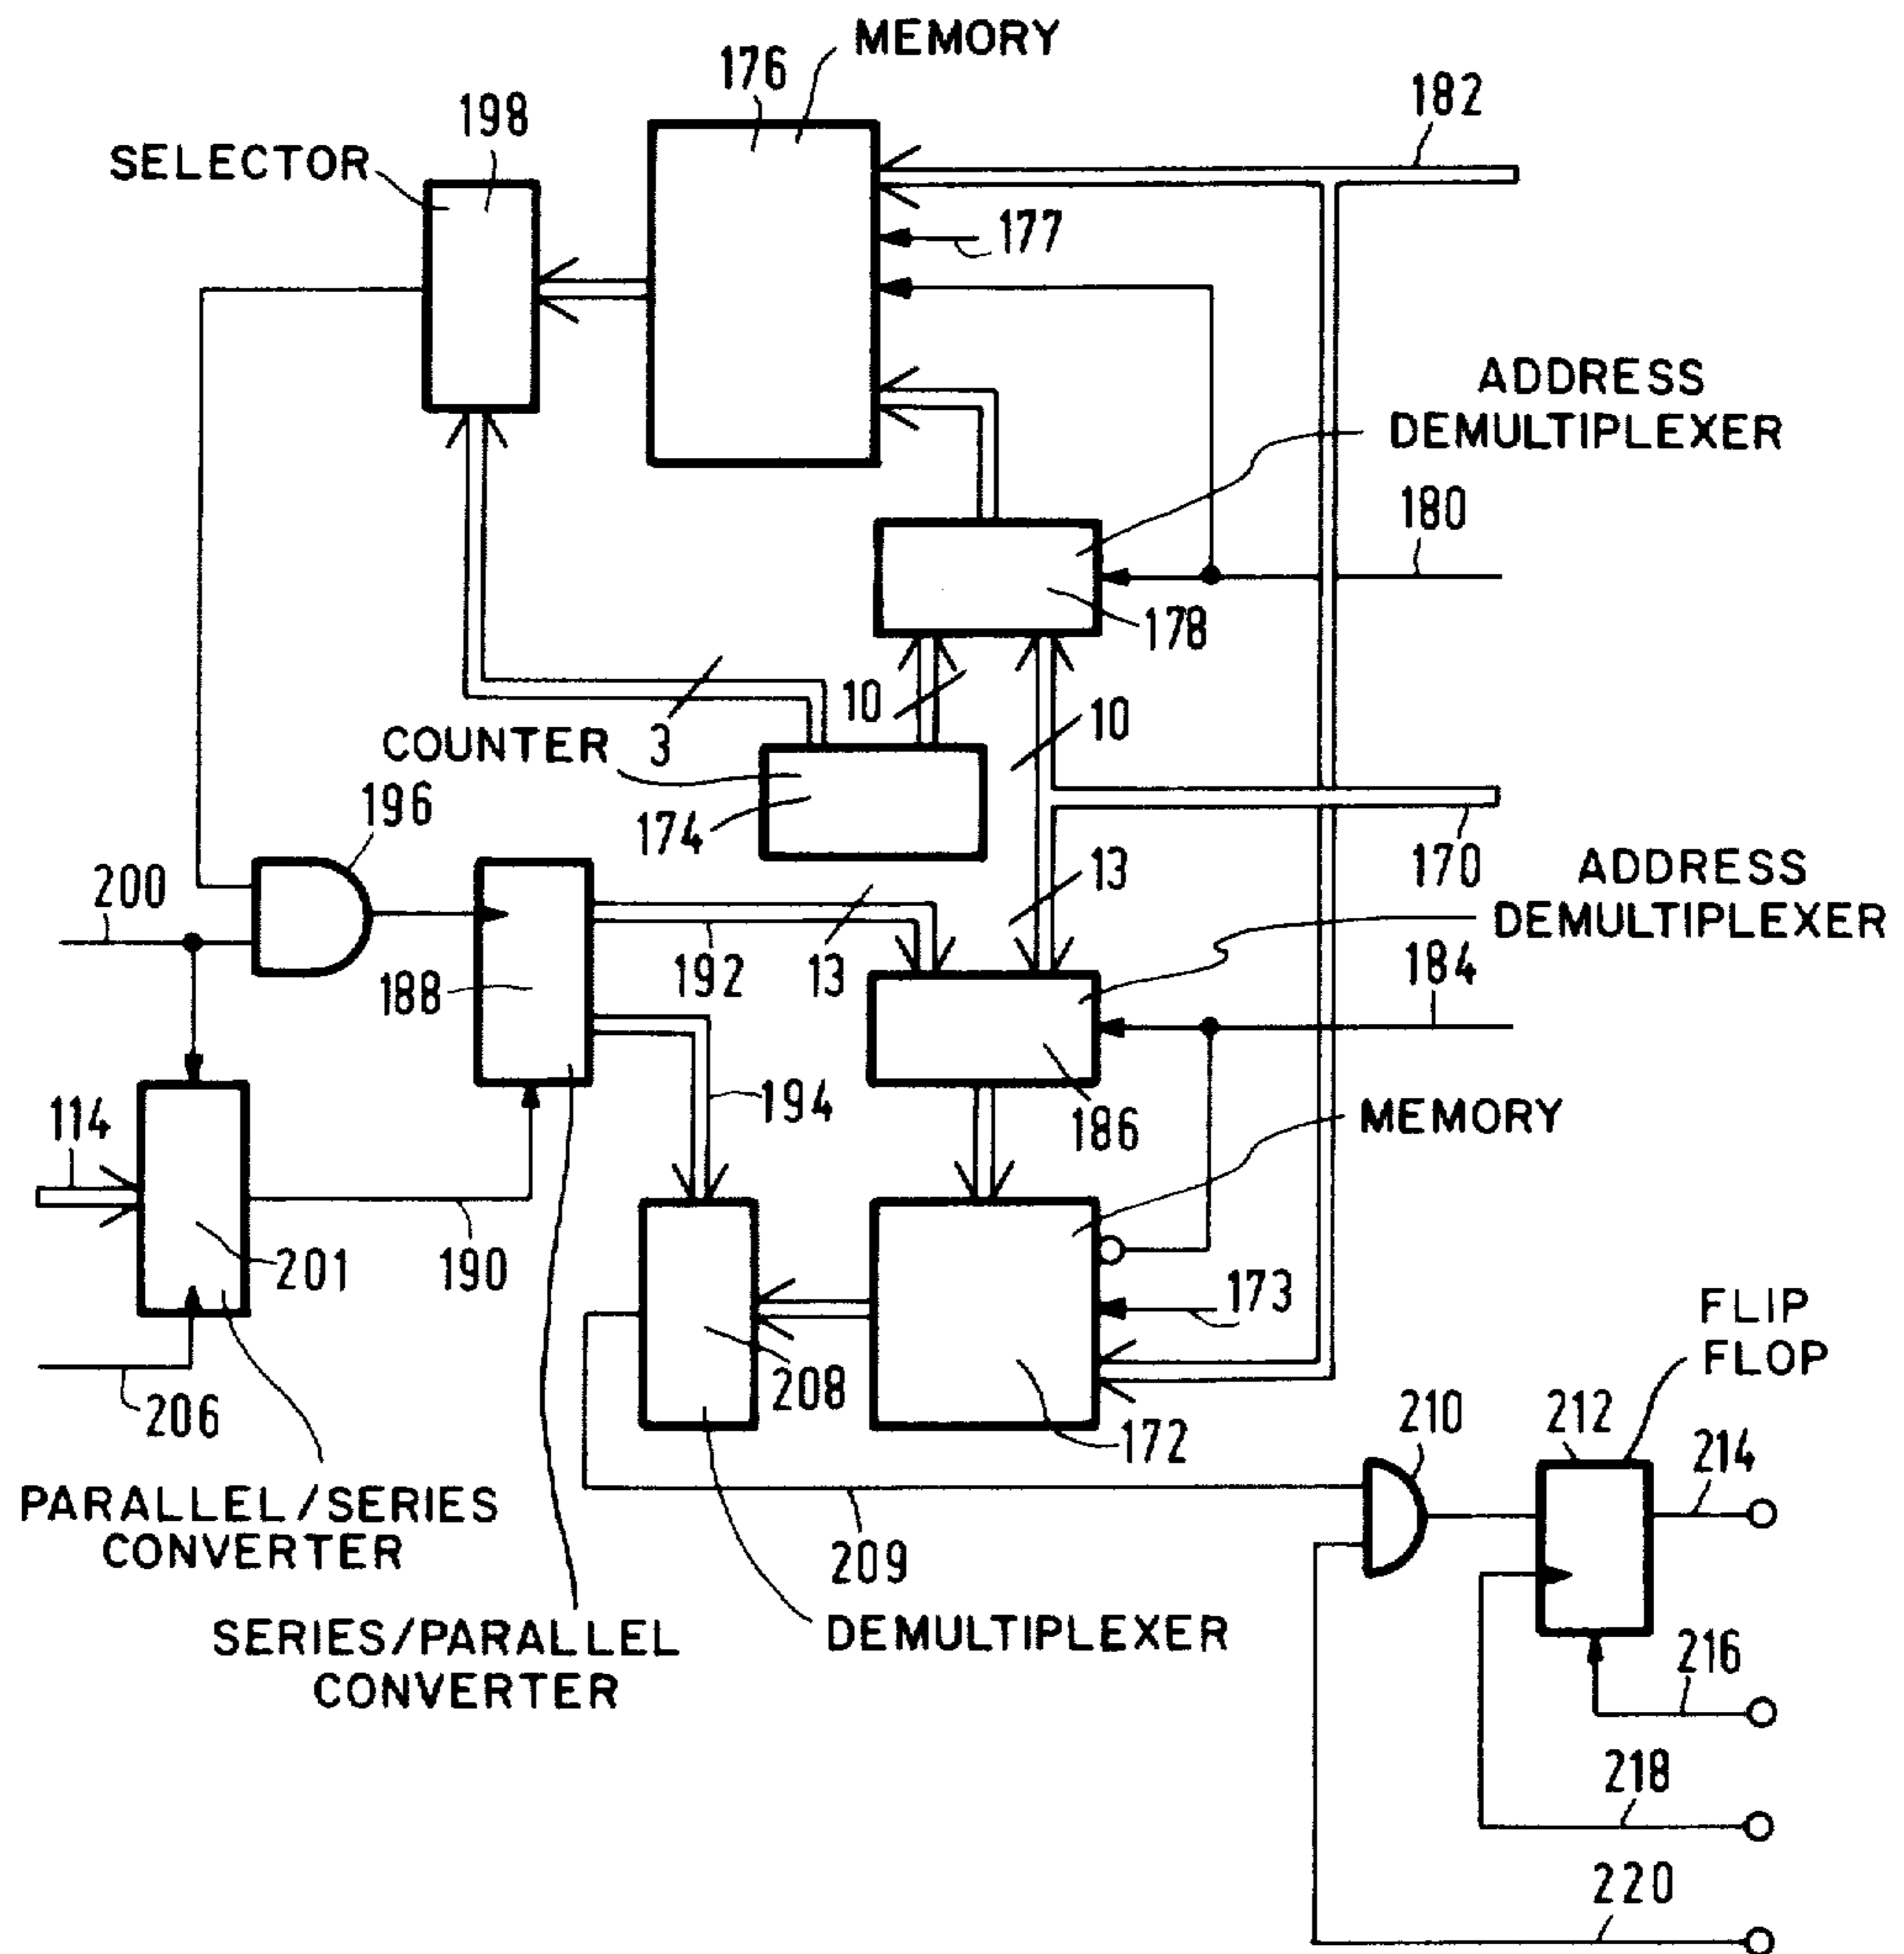 MEMORY
176
182
198
SELECTOR
177
ADDRESS
DEMULTIPLEXER
180
178
3
10
10
COUNTER
174
196
170
13
ADDRESS
DEMULTIPLEXER
200
192
13
188
184
194
186
MEMORY
114
201
190
173
FLIP
FLOP
206
208
172
210
212
214
PARALLEL/SERIES
CONVERTER
209
SERIES/PARALLEL
CONVERTER
DEMULTIPLEXER
216
218
220